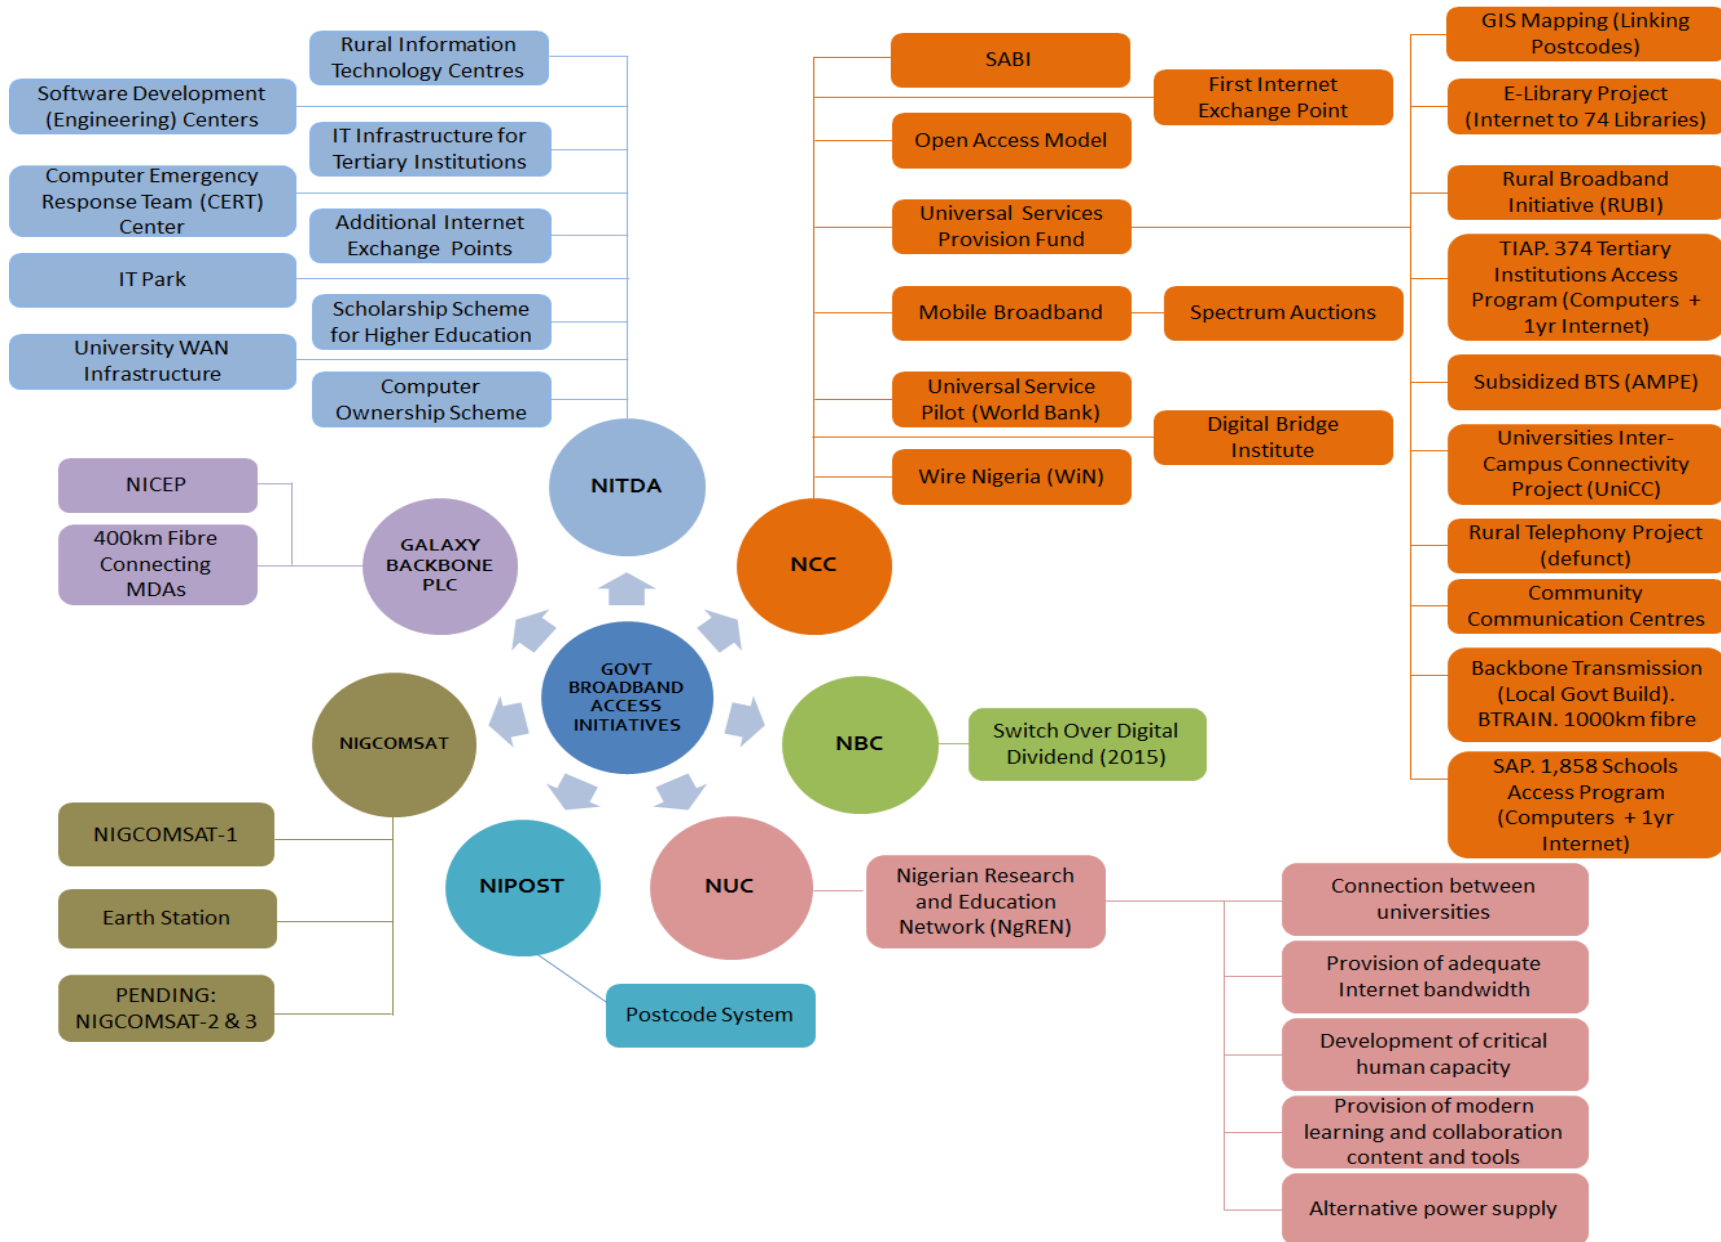 Rural Information
Technology Centres
Software Development
(Engineering) Centers
IT Infrastructure for
Tertiary Institutions
Computer Emergency
Response Team (CERT)
Center
Additional Internet
Exchange Points
IT Park
Scholarship Scheme
for Higher Education
University WAN
Infrastructure
Computer
Ownership Scheme
NITDA
NICEP
400km Fibre
Connecting
MDAs
GALAXY
BACKBONE
PLC
SABI
First Internet
Exchange Point
Open Access Model
Universal Services
Provision Fund
Mobile Broadband
Spectrum Auctions
Universal Service
Pilot (World Bank)
Digital Bridge
Institute
Wire Nigeria (WiN)
NCC
GIS Mapping (Linking
Postcodes)
E-Library Project
(Internet to 74 Libraries)
Rural Broadband
Initiative (RUBI)
TIAP. 374 Tertiary
Institutions Access
Program (Computers +
1yr Internet)
Subsidized BTS (AMPE)
Universities Inter-
Campus Connectivity
Project (UniCC)
Rural Telephony Project
(defunct)
Community
Communication Centres
Backbone Transmission
(Local Govt Build).
BTRAIN. 1000km fibre
SAP. 1,858 Schools
Access Program
(Computers + 1yr
Internet)
GOVT
BROADBAND
ACCESS
INITIATIVES
NIGCOMSAT
NBC
Switch Over Digital
Dividend (2015)
NIGCOMSAT-1
Earth Station
PENDING:
NIGCOMSAT-2 & 3
NIPOST
Postcode System
NUC
Nigerian Research
and Education
Network (NgREN)
Connection between
universities
Provision of adequate
Internet bandwidth
Development of critical
human capacity
Provision of modern
learning and collaboration
content and tools
Alternative power supply